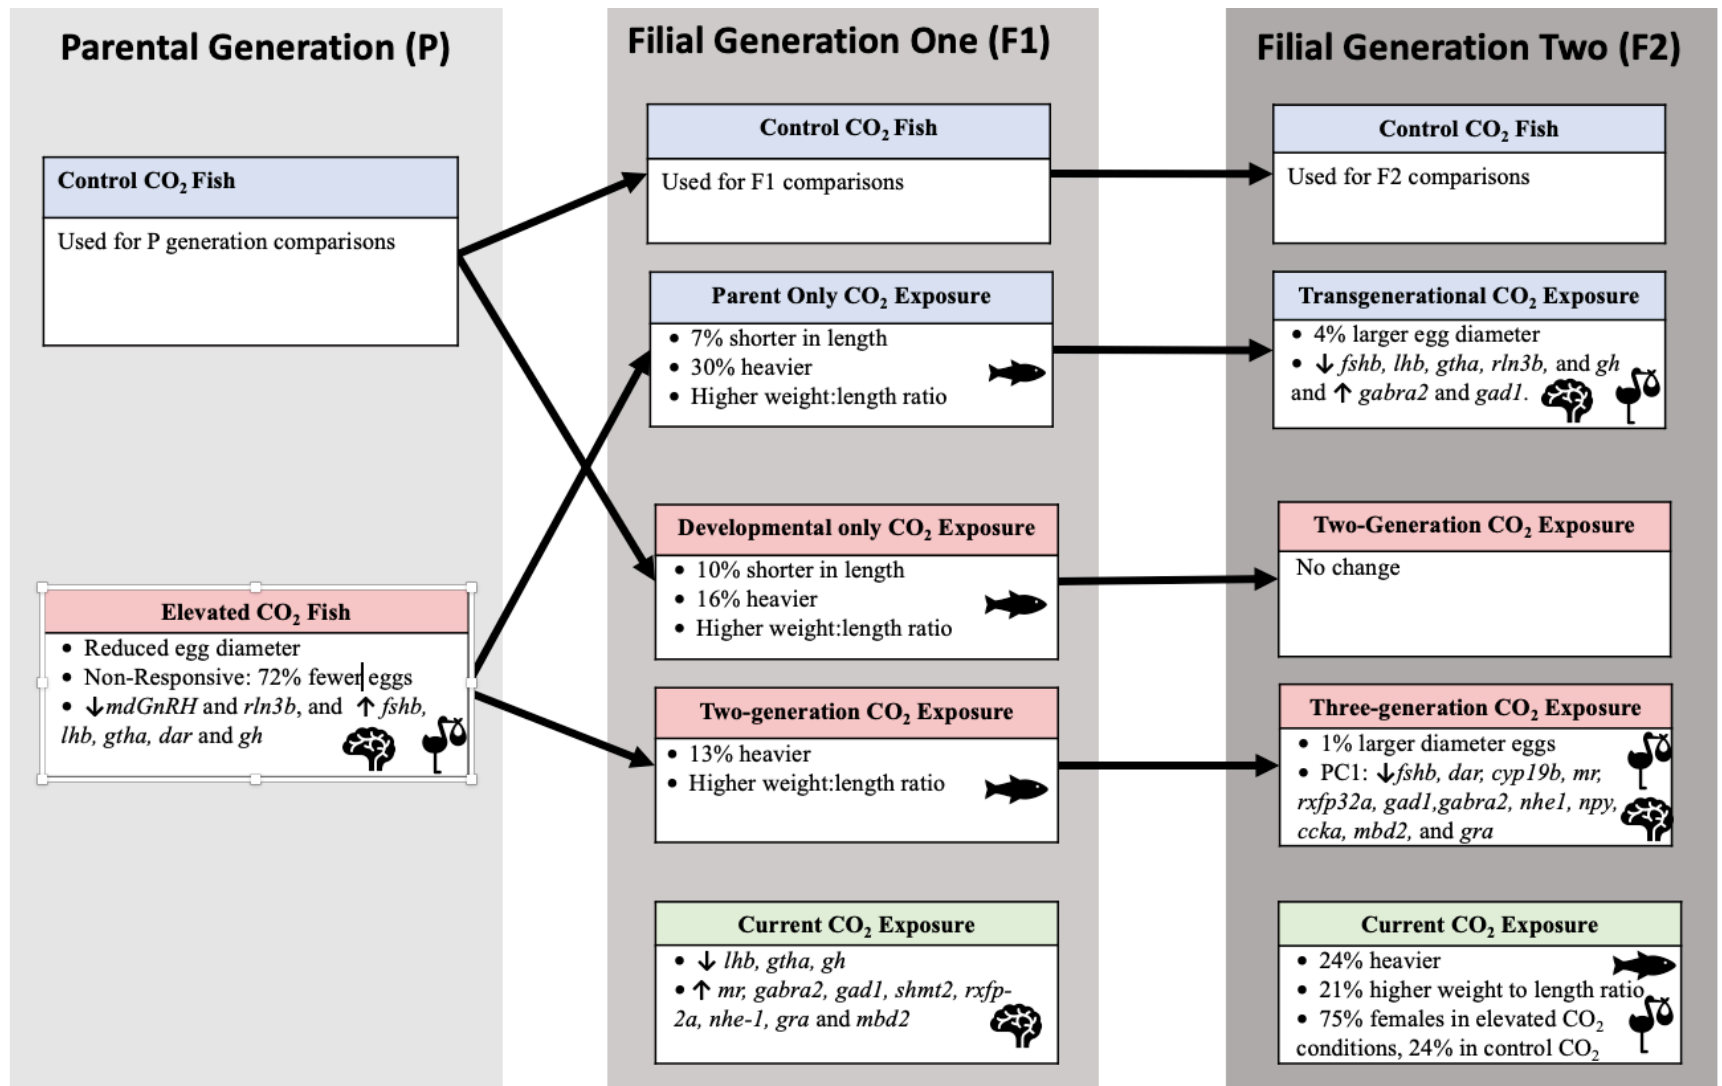 Parental Generation (P)
Control CO₂ Fish
Used for P generation comparisons
Elevated CO₂ Fish
• Reduced egg diameter
• Non-Responsive: 72% fewer eggs
• ↓mdGnRH and rln3b, and ↑ fshb,
lhb, gtha, dar and gh
Filial Generation One (F1)
Control CO₂ Fish
Used for F1 comparisons
Parent Only CO₂ Exposure
• 7% shorter in length
• 30% heavier
• Higher weight:length ratio
Developmental only CO₂ Exposure
• 10% shorter in length
• 16% heavier
• Higher weight:length ratio
Two-generation CO₂ Exposure
• 13% heavier
• Higher weight:length ratio
Current CO₂ Exposure
• ↓ lhb, gtha, gh
• ↑ mr, gabra2, gad1, shmt2, rxfp-
2a, nhe-1, gra and mbd2
Filial Generation Two (F2)
Control CO₂ Fish
Used for F2 comparisons
Transgenerational CO₂ Exposure
• 4% larger egg diameter
• ↓ fshb, lhb, gtha, rln3b, and gh
and ↑ gabra2 and gad1.
Two-Generation CO₂ Exposure
No change
Three-generation CO₂ Exposure
• 1% larger diameter eggs
• PC1: ↓fshb, dar, cyp19b, mr,
rxfp32a, gad1,gabra2, nhe1, npy,
ccka, mbd2, and gra
Current CO₂ Exposure
• 24% heavier
• 21% higher weight to length ratio
• 75% females in elevated CO₂
conditions, 24% in control CO₂